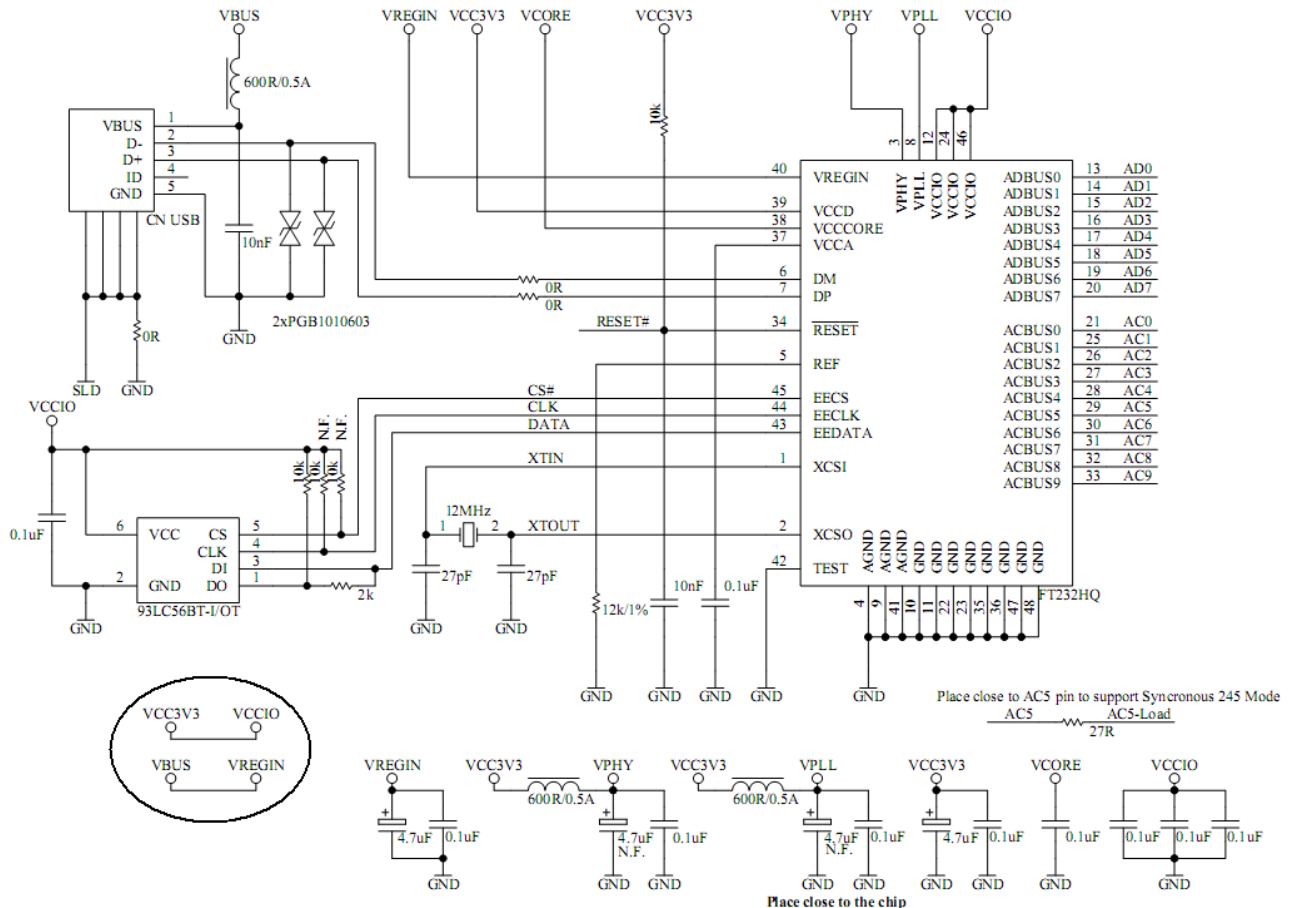 VBUS
VREGIN VCC3V3 VCORE
VCC3V3
VPHY VPLL VCCIO
600R/0.5A
10k
VBUS 1
D- 2
D+ 3
ID 4
GND 5
CN USB
10nF
2xPGB1010603
GND
0R
SLD GND
0R
0R
3 8 12 24 46
VPHY VPLL VCCIO VCCIO VCCIO
40 VREGIN
39 VCCD
38 VCCCORE
37 VCCA
6 DM
7 DP
RESET# 34 RESET
5 REF
CS# 45 EECS
CLK 44 EECLK
DATA 43 EEDATA
XTIN 1 XCSI
XTOUT 2 XCSO
42 TEST
ADBUS0 13 AD0
ADBUS1 14 AD1
ADBUS2 15 AD2
ADBUS3 16 AD3
ADBUS4 17 AD4
ADBUS5 18 AD5
ADBUS6 19 AD6
ADBUS7 20 AD7
ACBUS0 21 AC0
ACBUS1 25 AC1
ACBUS2 26 AC2
ACBUS3 27 AC3
ACBUS4 28 AC4
ACBUS5 29 AC5
ACBUS6 30 AC6
ACBUS7 31 AC7
ACBUS8 32 AC8
ACBUS9 33 AC9
AGND AGND AGND GND GND GND GND GND GND GND GND
4 9 41 10 11 22 23 35 36 47 48
FT232HQ
VCCIO
N.F. N.F.
10k 10k 10k
0.1uF
6 VCC CS 5
CLK 4
DI 3
2 GND DO 1
93LC56BT-I/OT
2k
GND
1 12MHz 2
27pF 27pF
GND GND
12k/1%
10nF 0.1uF
GND GND GND GND GND
Place close to AC5 pin to support Syncronous 245 Mode
AC5 AC5-Load
27R
VCC3V3 VCCIO
VBUS VREGIN
VREGIN VCC3V3 VPHY VCC3V3 VPLL VCC3V3 VCORE VCCIO
600R/0.5A 600R/0.5A
4.7uF 0.1uF
4.7uF 0.1uF
N.F.
4.7uF 0.1uF
N.F.
4.7uF 0.1uF
0.1uF
0.1uF 0.1uF 0.1uF
GND GND GND GND GND GND GND GND GND
Place close to the chip